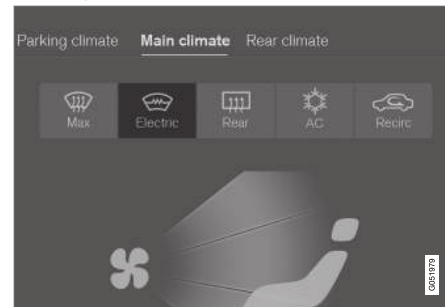 Parking climate Main climate Rear climate
Max Electric Rear AC Recirc
G051979